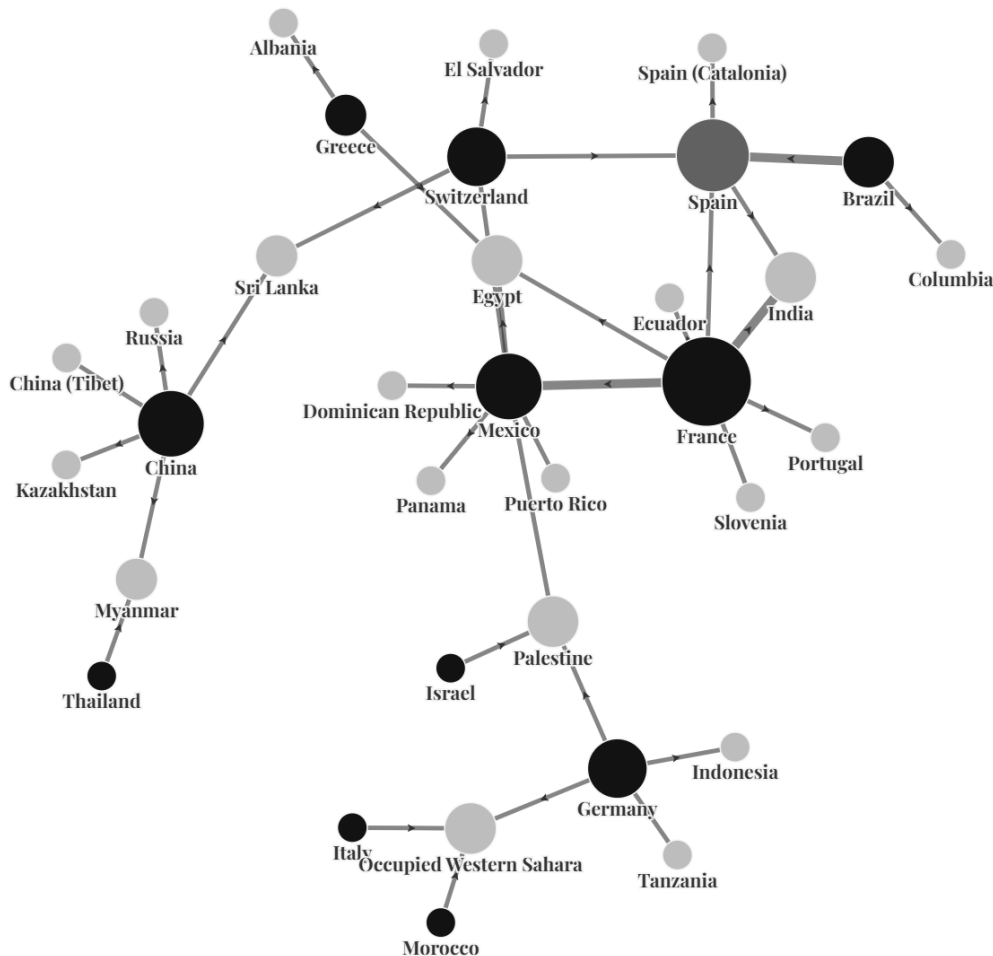 Albania
El Salvador
Spain (Catalonia)
Greece
Switzerland
Spain
Brazil
Columbia
Sri Lanka
Egypt
India
Ecuador
Russia
China (Tibet)
Dominican Republic
Mexico
France
China
Portugal
Kazakhstan
Panama
Puerto Rico
Slovenia
Myanmar
Palestine
Thailand
Israel
Indonesia
Germany
Italy
Occupied Western Sahara
Tanzania
Morocco